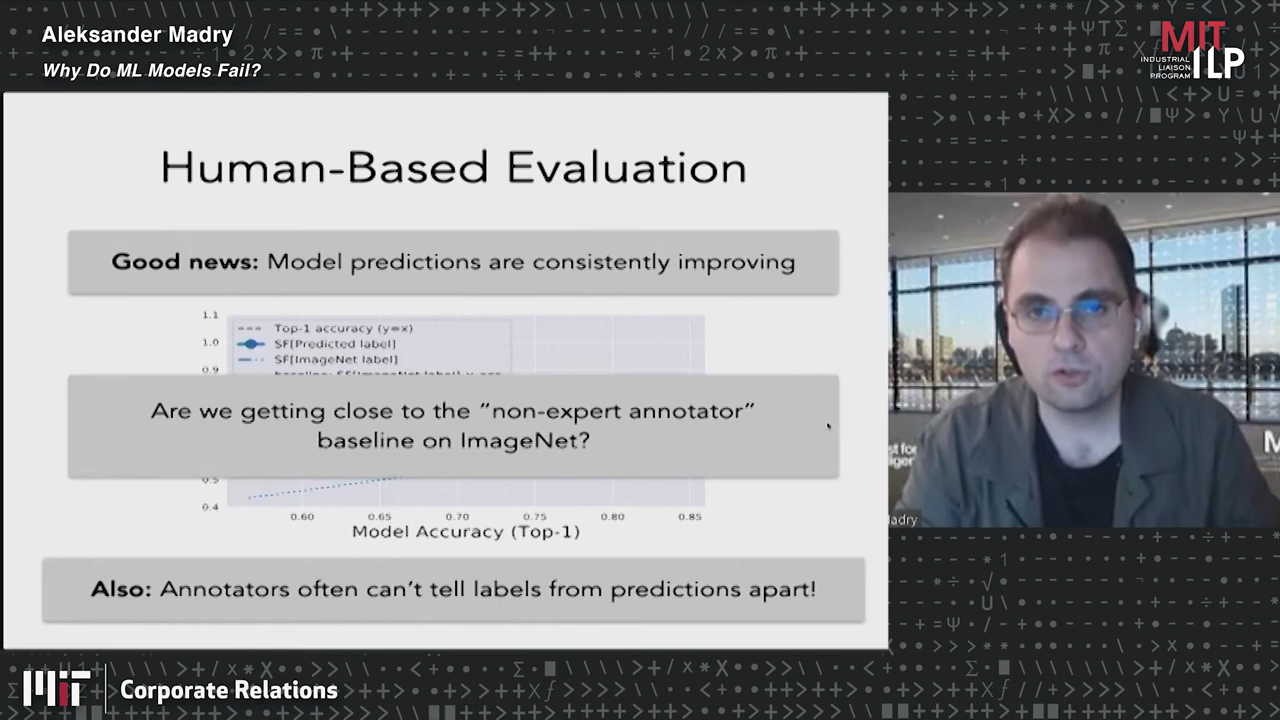 Aleksander Madry
Why Do ML Models Fail?
MIT
INDUSTRIAL
LIAISON
PROGRAM
ILP
Human-Based Evaluation
Good news: Model predictions are consistently improving
1.1
1.0
0.9
Top-1 accuracy (y=x)
SF[Predicted label]
SF[ImageNet label]
Are we getting close to the “non-expert annotator”
baseline on ImageNet?
0.5
0.4
0.60 0.65 0.70 0.75 0.80 0.85
Model Accuracy (Top-1)
Also: Annotators often can’t tell labels from predictions apart!
MIT
Corporate Relations